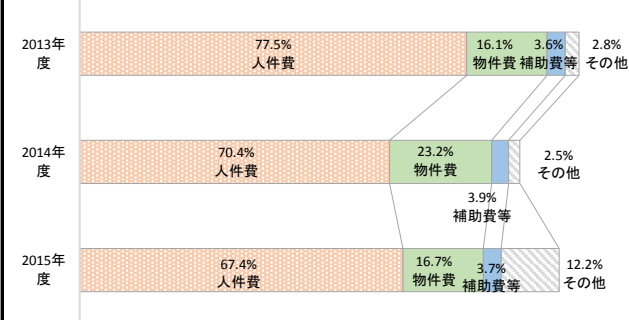 2013年
度
77.5%
人件費
16.1%
物件費
3.6%
補助費等
2.8%
その他
2014年
度
70.4%
人件費
23.2%
物件費
3.9%
補助費等
2.5%
その他
2015年
度
67.4%
人件費
16.7%
物件費
3.7%
補助費等
12.2%
その他